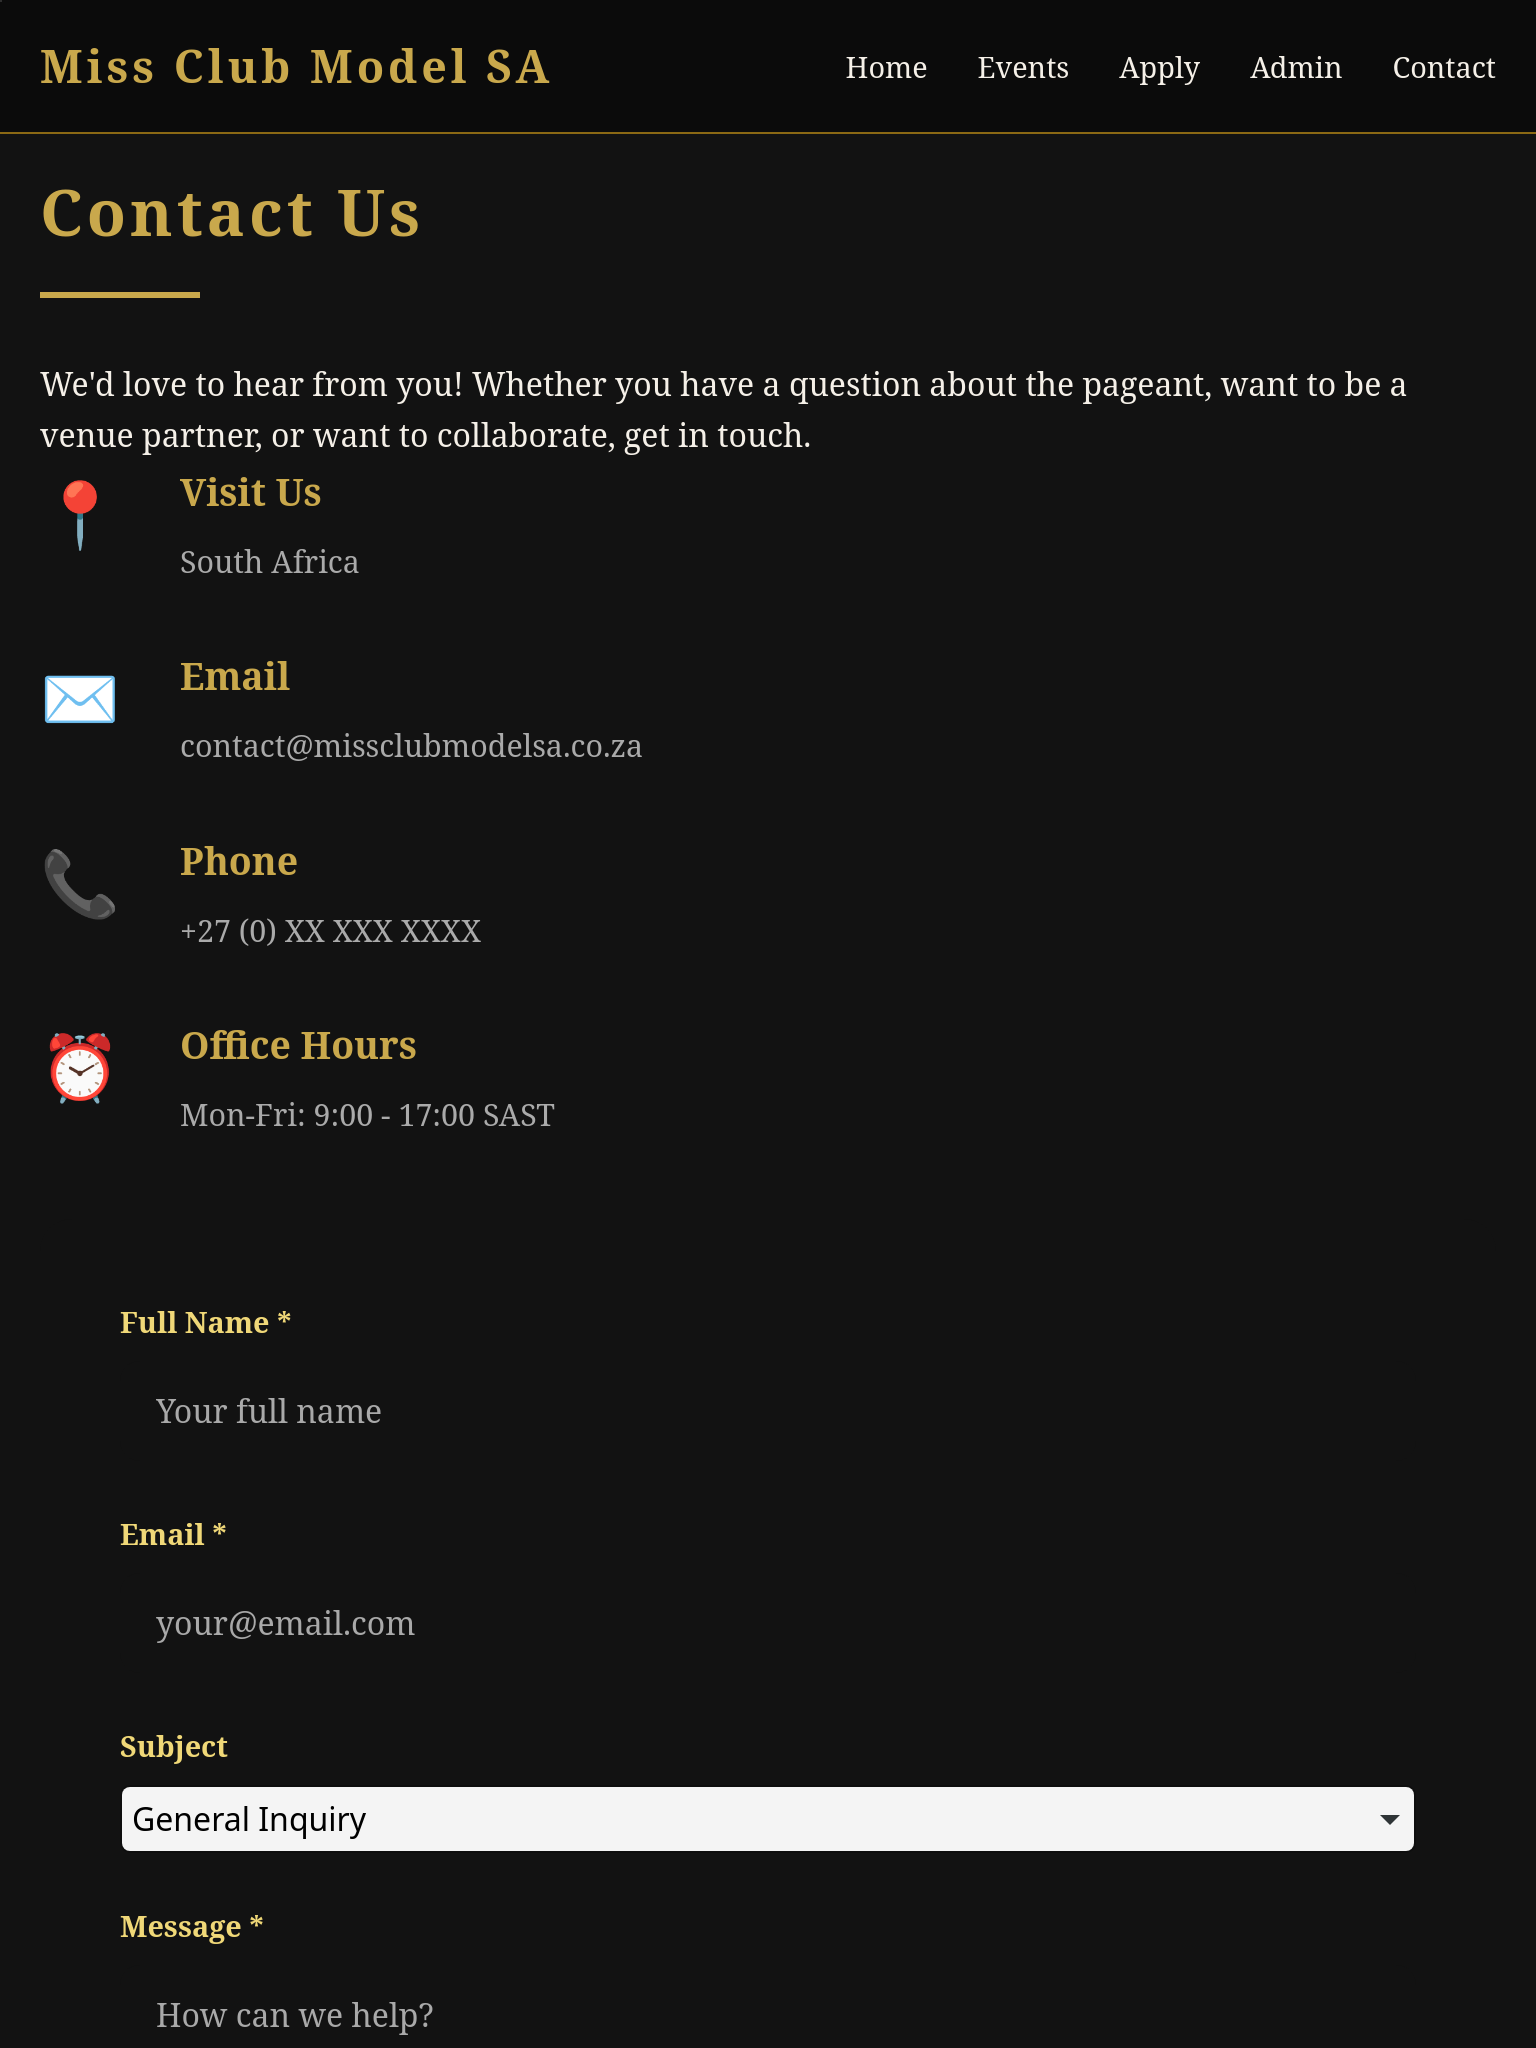 Miss Club Model SA
Home Events Apply Admin Contact
Contact Us
We'd love to hear from you! Whether you have a question about the pageant, want to be a
venue partner, or want to collaborate, get in touch.
Visit Us
South Africa
Email
contact@missclubmodelsa.co.za
Phone
+27 (0) XX XXX XXXX
Office Hours
Mon-Fri: 9:00 - 17:00 SAST
Full Name *
Your full name
Email *
your@email.com
Subject
General Inquiry
Message *
How can we help?